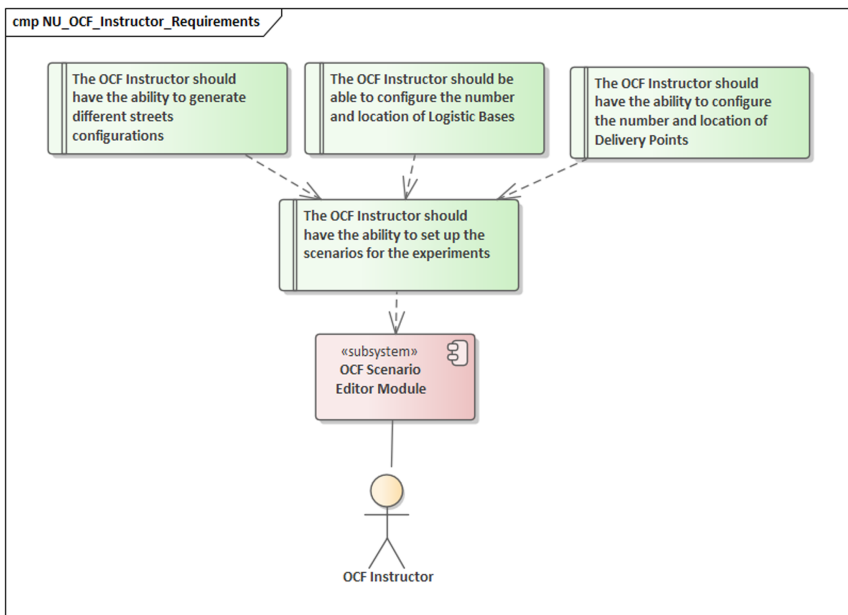 cmp NU_OCF_Instructor_Requirements
The OCF Instructor should
have the ability to generate
different streets
configurations
The OCF Instructor should be
able to configure the number
and location of Logistic Bases
The OCF Instructor should
have the ability to configure
the number and location of
Delivery Points
The OCF Instructor should
have the ability to set up the
scenarios for the experiments
«subsystem»
OCF Scenario
Editor Module
OCF Instructor